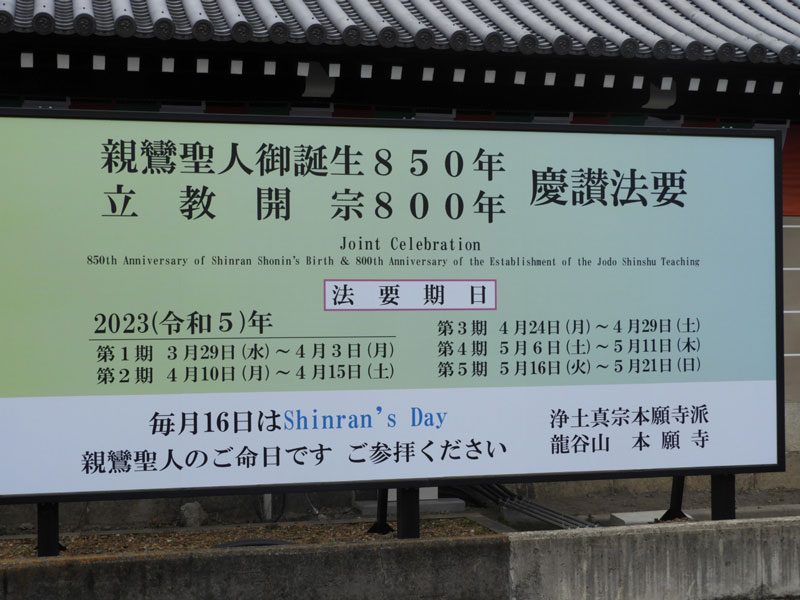 親鸞聖人御誕生８５０年
立教開宗８００年
慶讃法要
Joint Celebration
850th Anniversary of Shinran Shonin's Birth & 800th Anniversary of the Establishment of the Jodo Shinshu Teaching
法要期日
2023(令和５)年
第１期 ３月29日(水)～４月３日(月)
第２期 ４月10日(月)～４月15日(土)
第３期 ４月24日(月)～４月29日(土)
第４期 ５月６日(土)～５月11日(木)
第５期 ５月16日(火)～５月21日(日)
毎月16日はShinran's Day
親鸞聖人のご命日です ご参拝ください
浄土真宗本願寺派
龍谷山 本願寺